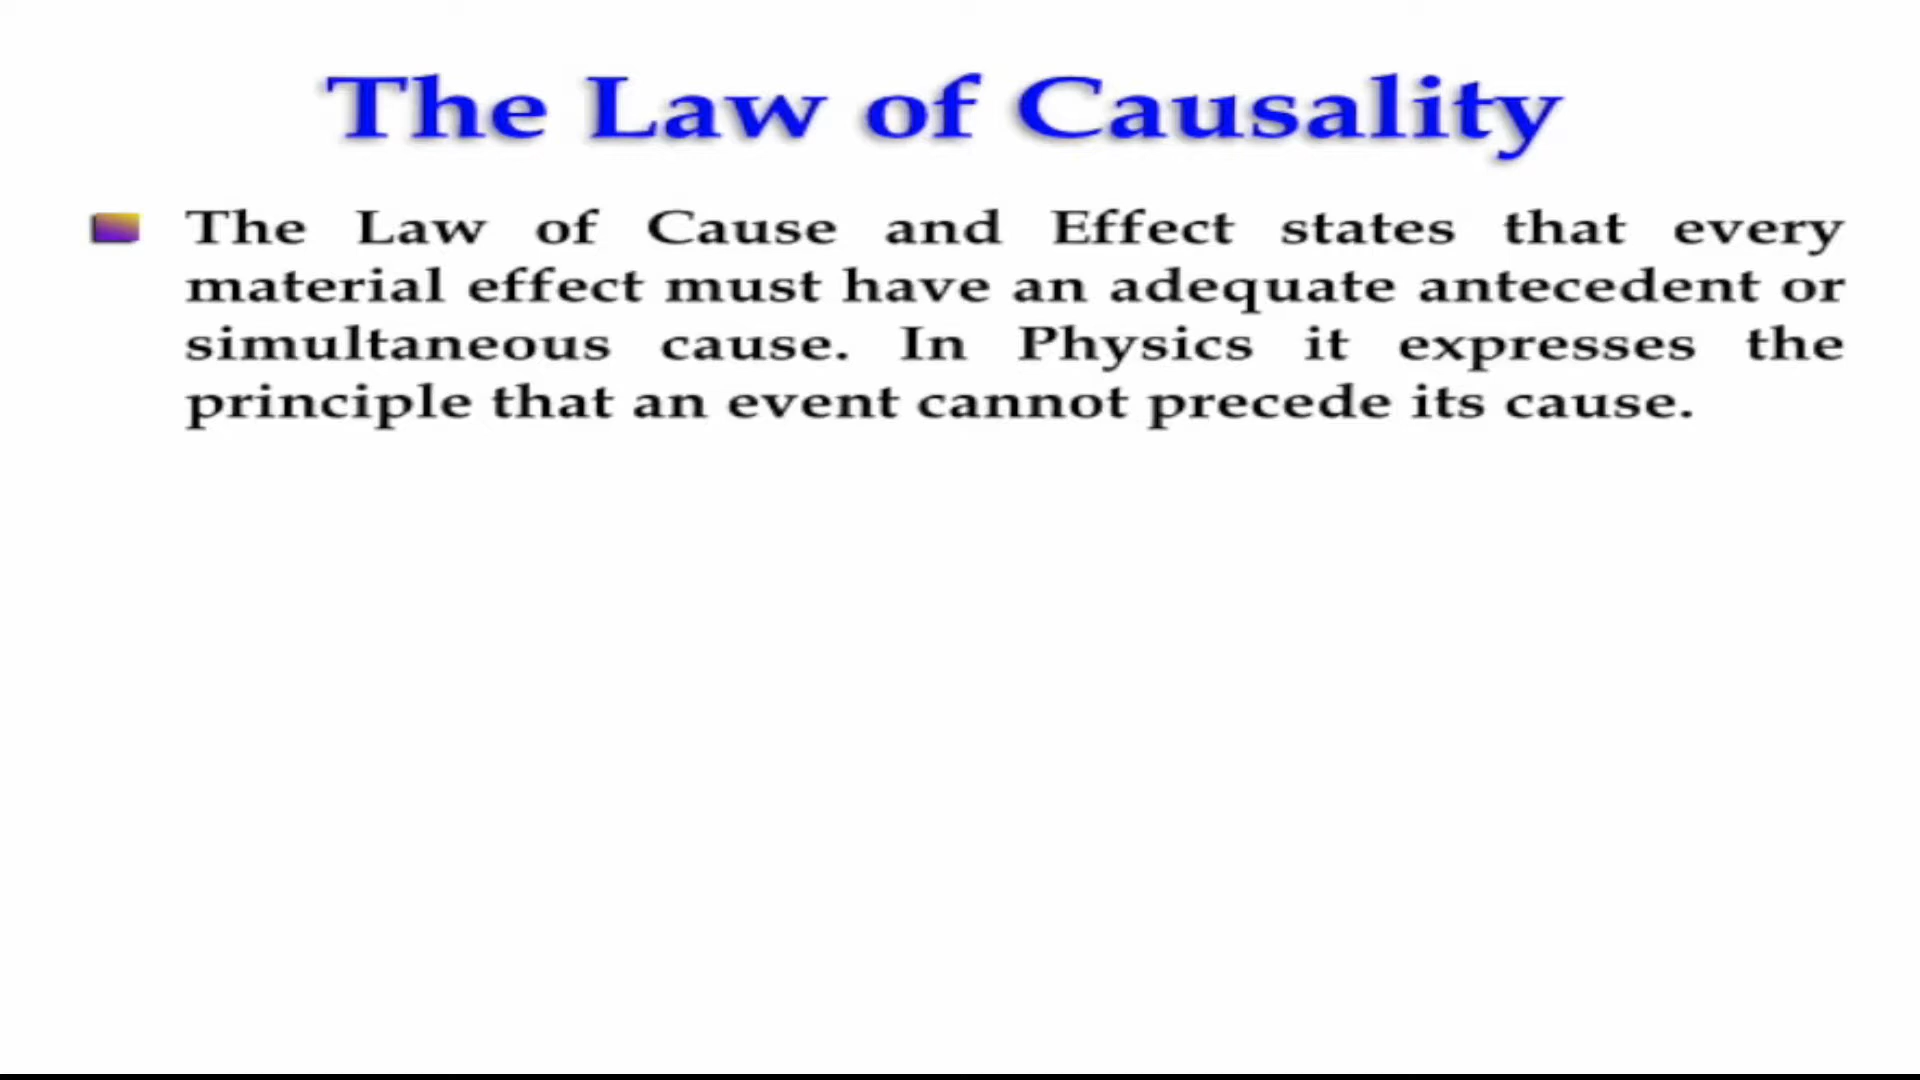 The Law of Causality
The Law of Cause and Effect states that every
material effect must have an adequate antecedent or
simultaneous cause. In Physics it expresses the
principle that an event cannot precede its cause.